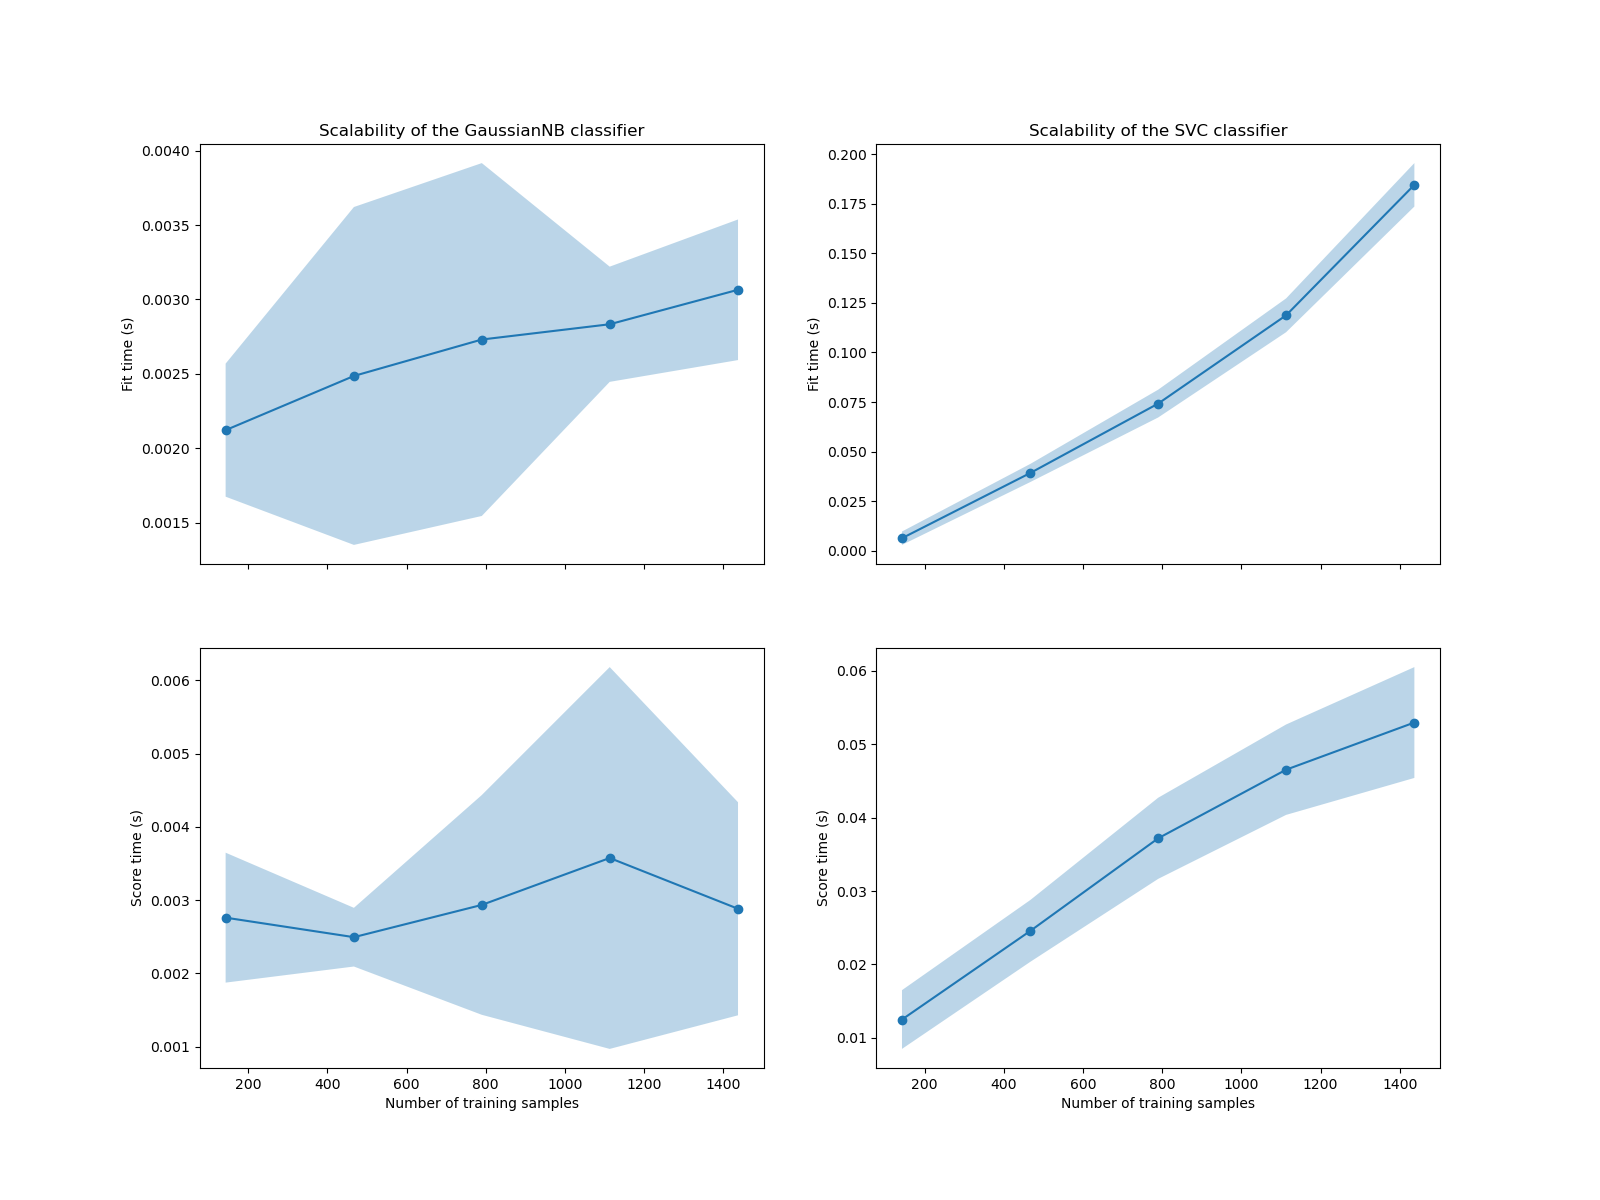 Scalability of the GaussianNB classifier
0.0040
0.0035
0.0030
0.0025
0.0020
0.0015
Fit time (s)
Scalability of the SVC classifier
0.200
0.175
0.150
0.125
0.100
0.075
0.050
0.025
0.000
Fit time (s)
0.006
0.005
0.004
0.003
0.002
0.001
Score time (s)
200 400 600 800 1000 1200 1400
Number of training samples
0.06
0.05
0.04
0.03
0.02
0.01
Score time (s)
200 400 600 800 1000 1200 1400
Number of training samples